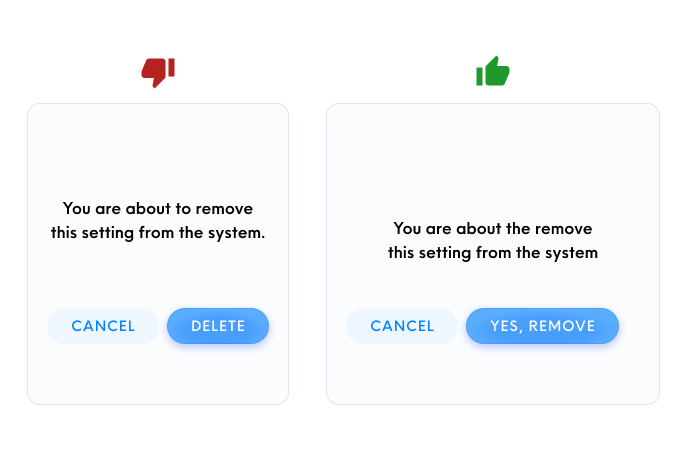 You are about to remove
this setting from the system.
CANCEL
DELETE
You are about the remove
this setting from the system
CANCEL
YES, REMOVE